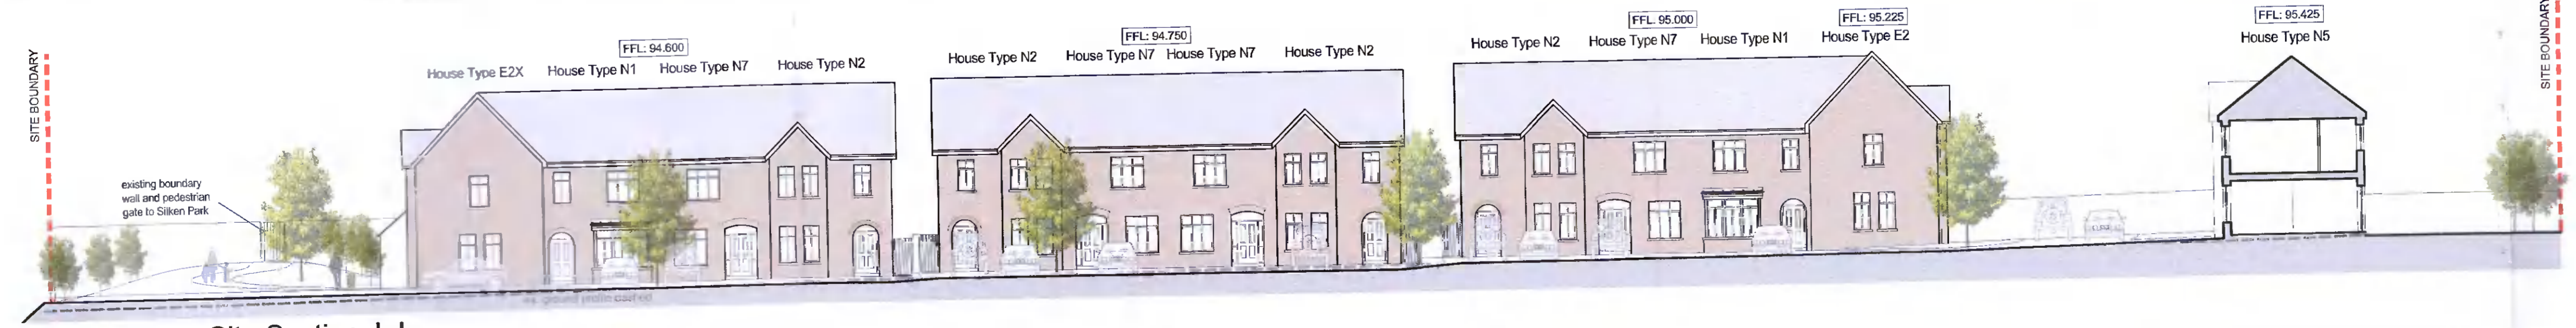 SITE BOUNDARY
existing boundary
wall and pedestrian
gate to Silken Park
FFL: 94.600
House Type E2X House Type N1 House Type N7 House Type N2
FFL: 94.750
House Type N2 House Type N7 House Type N7 House Type N2
FFL. 95.000
FFL: 95.225
House Type N2 House Type N7 House Type N1 House Type E2
FFL: 95.425
House Type N5
SITE BOUNDARY
ground profile dashed